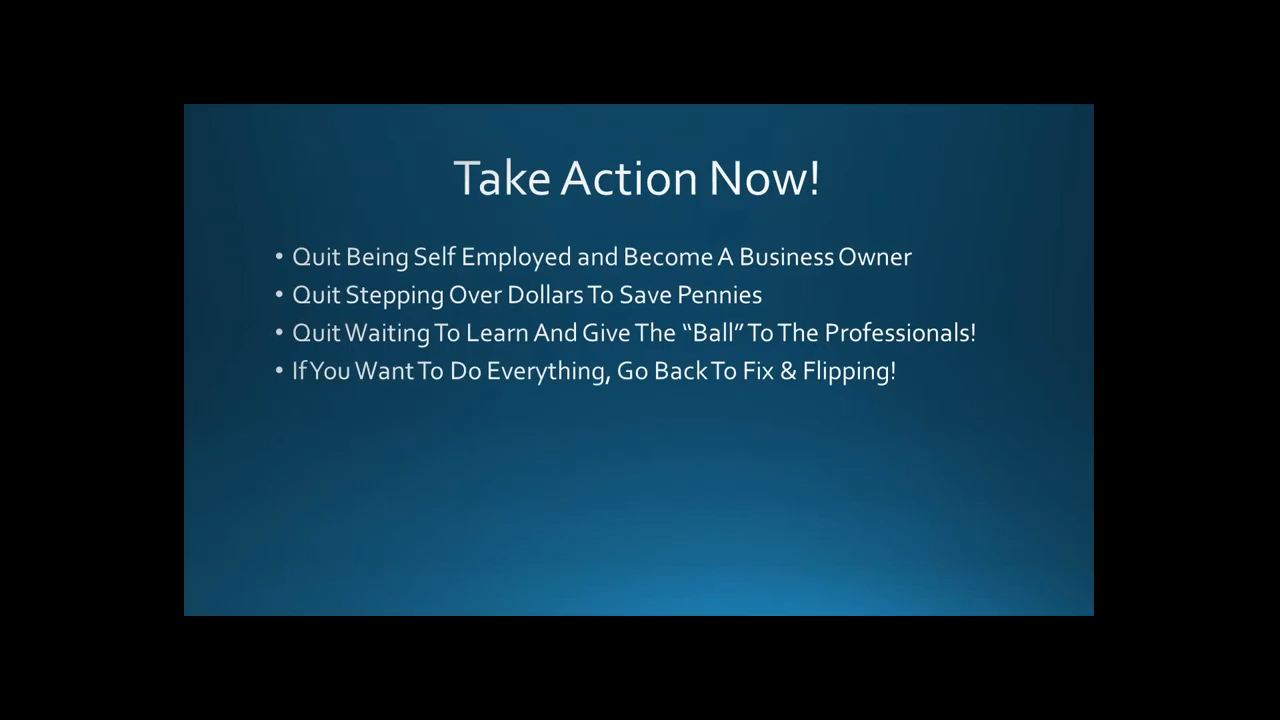 Take Action Now!
• Quit Being Self Employed and Become A Business Owner
• Quit Stepping Over Dollars To Save Pennies
• Quit Waiting To Learn And Give The “Ball” To The Professionals!
• If You Want To Do Everything, Go Back To Fix & Flipping!